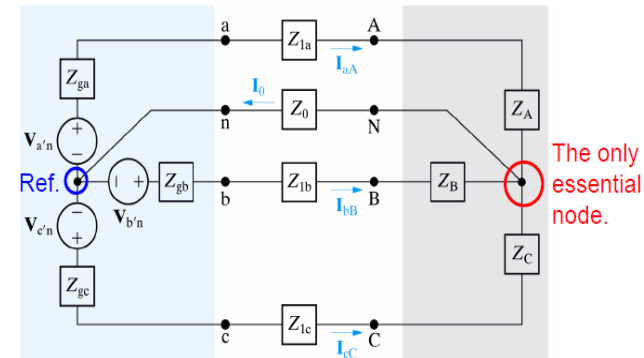 a
Z1a
A
IaA
Zga
I0
ZA
Va'n
n
Z0
N
Ref.
The only
essential
node.
Zgb
b
Z1b
B
ZB
Vb'n
IbB
Vc'n
ZC
Zgc
c
Z1c
C
IcC